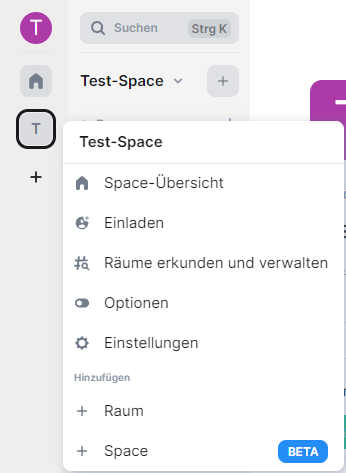 T
Suchen Strg K
Test-Space
T
T
Test-Space
Space-Übersicht
Einladen
Räume erkunden und verwalten
Optionen
Einstellungen
Hinzufügen
Raum
Space BETA